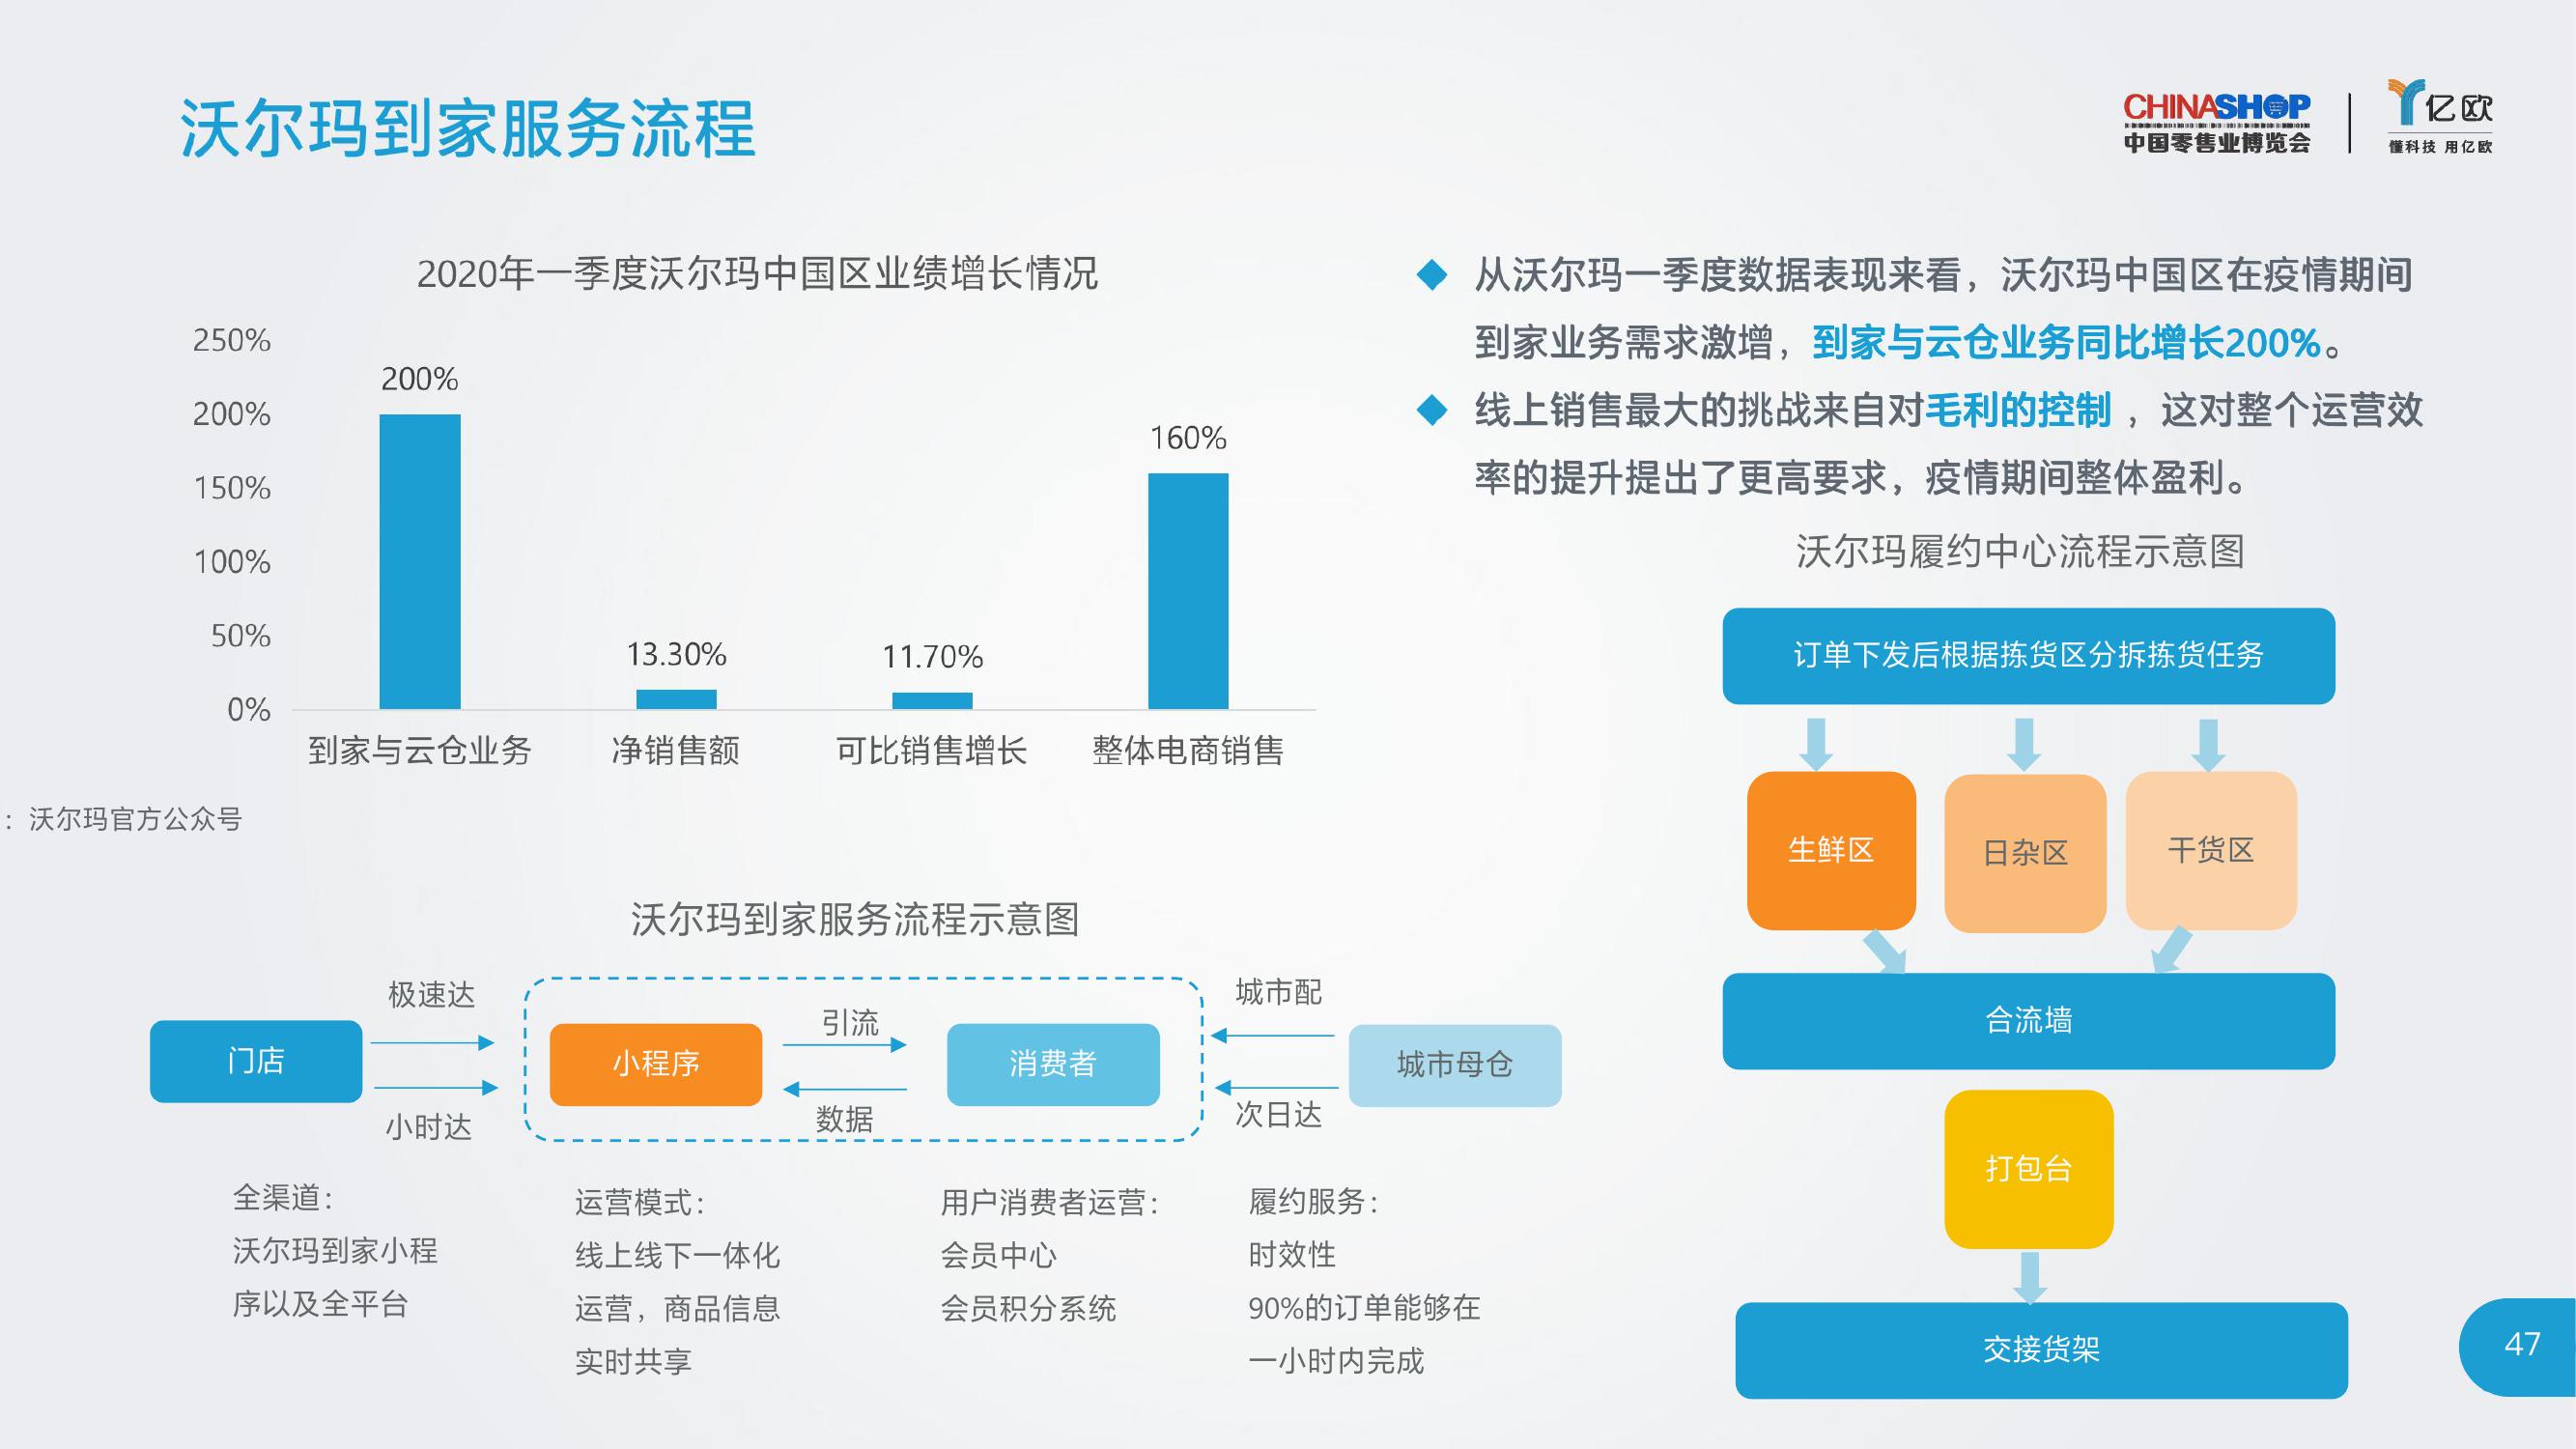 沃尔玛到家服务流程
CHINASHOP
中国零售业博览会
亿欧
懂科技 用亿欧
2020年一季度沃尔玛中国区业绩增长情况
250%
200%
150%
100%
50%
0%
200%
13.30%
11.70%
160%
到家与云仓业务
净销售额
可比销售增长
整体电商销售
：沃尔玛官方公众号
从沃尔玛一季度数据表现来看，沃尔玛中国区在疫情期间
到家业务需求激增，到家与云仓业务同比增长200%。
线上销售最大的挑战来自对毛利的控制 ，这对整个运营效
率的提升提出了更高要求，疫情期间整体盈利。
沃尔玛到家服务流程示意图
门店
极速达
小时达
小程序
引流
数据
消费者
城市配
次日达
城市母仓
全渠道：
沃尔玛到家小程
序以及全平台
运营模式：
线上线下一体化
运营，商品信息
实时共享
用户消费者运营：
会员中心
会员积分系统
履约服务：
时效性
90%的订单能够在
一小时内完成
沃尔玛履约中心流程示意图
订单下发后根据拣货区分拆拣货任务
生鲜区
日杂区
干货区
合流墙
打包台
交接货架
47